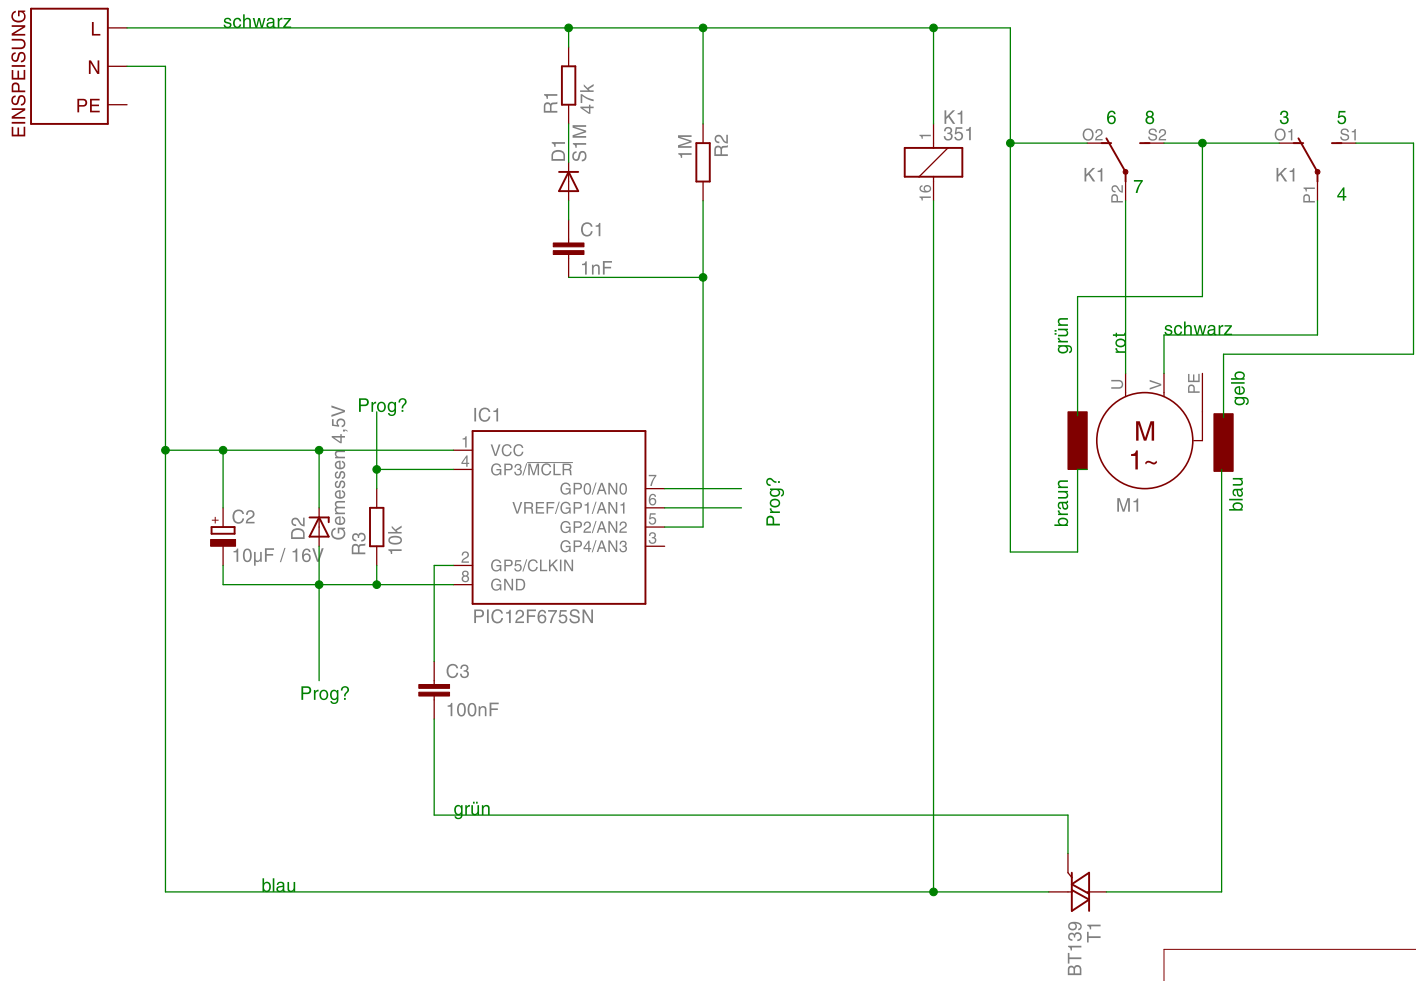 EINSPEISUNG
L
N
PE
schwarz
R1
47k
D1
S1M
C1
1nF
1M
R2
K1
351
1
16
6
8
O2
S2
K1
P2
7
3
5
O1
S1
K1
P1
4
grün
rot
schwarz
U
V
PE
gelb
M
1~
M1
braun
blau
Prog?
Gemessen 4,5V
C2
+
10µF / 16V
D2
R3
10k
Prog?
IC1
1
VCC
4
GP3/MCLR
GP0/AN0
7
VREF/GP1/AN1
6
GP2/AN2
5
GP4/AN3
3
2
GP5/CLKIN
8
GND
PIC12F675SN
Prog?
C3
100nF
grün
blau
BT139
T1